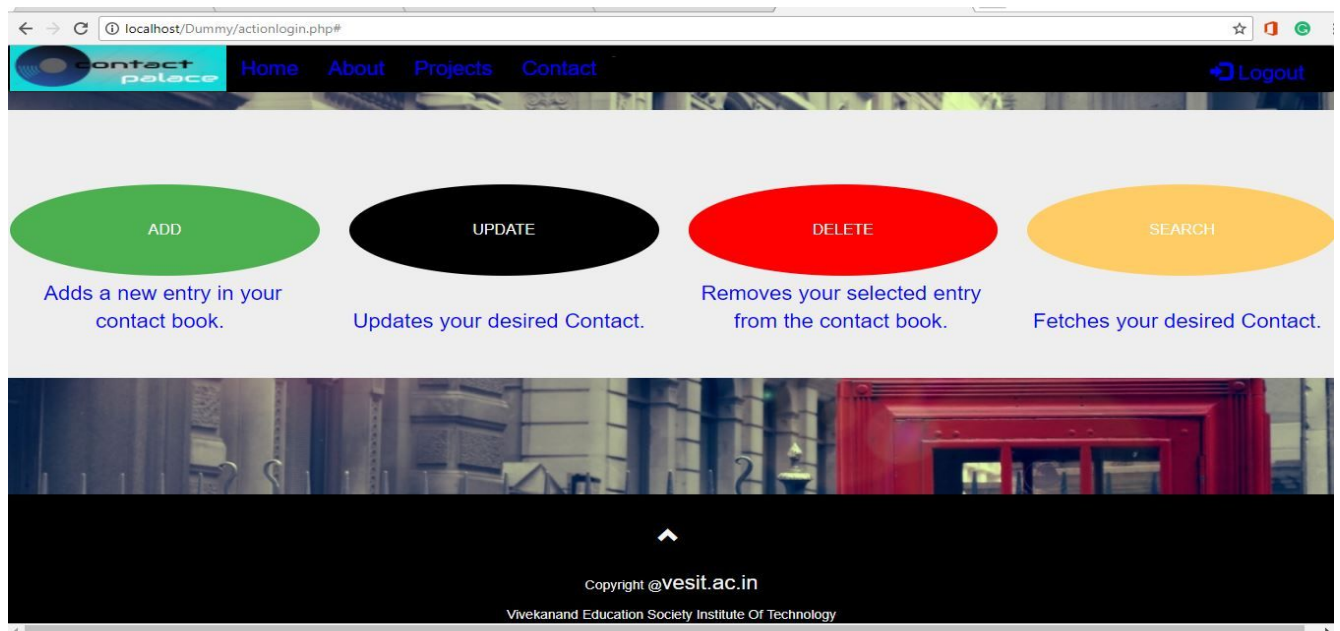 localhost/Dummy/actionlogin.php#
contact
palace
Home About Projects Contact
Logout
ADD
UPDATE
DELETE
SEARCH
Adds a new entry in your
contact book.
Updates your desired Contact.
Removes your selected entry
from the contact book.
Fetches your desired Contact.
Copyright @vesit.ac.in
Vivekanand Education Society Institute Of Technology